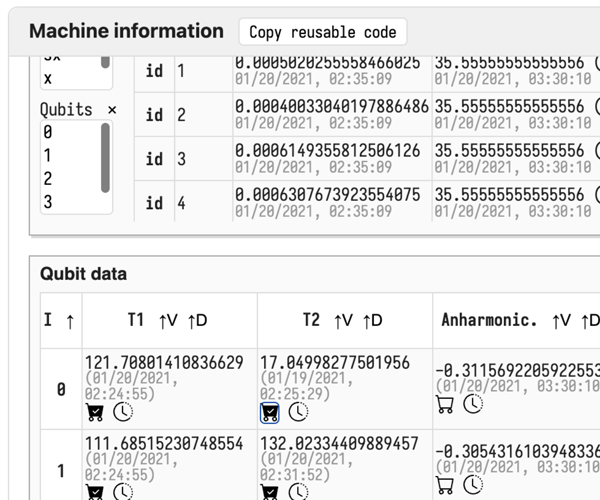 Machine information Copy reusable code
sx
x
id 1 0.00050202555846602​5 35.55555555555556 (
01/20/2021, 02:35:09 01/20/2021, 03:30:10
Qubits ×
0
1
2
3
id 2 0.00040033040197886486 35.55555555555556 (
01/20/2021, 02:35:09 01/20/2021, 03:30:10
id 3 0.0006149355812506126 35.55555555555556 (
01/20/2021, 02:35:09 01/20/2021, 03:30:10
id 4 0.0006307673923554075 35.55555555555556 (
01/20/2021, 02:35:09 01/20/2021, 03:30:10
Qubit data
I ↑ T1 ↑V ↑D T2 ↑V ↑D Anharmonic. ↑V ↑D
0 121.70801410836629 17.04998277501956 -0.3115692205922553
(01/20/2021, (01/19/2021, (01/20/2021, 03:30:10
02:24:55) 02:25:29)
1 111.68515230748554 132.02334409889457 -0.3054316103948336
(01/20/2021, (01/20/2021, (01/20/2021, 03:30:10
02:24:55) 02:31:52)